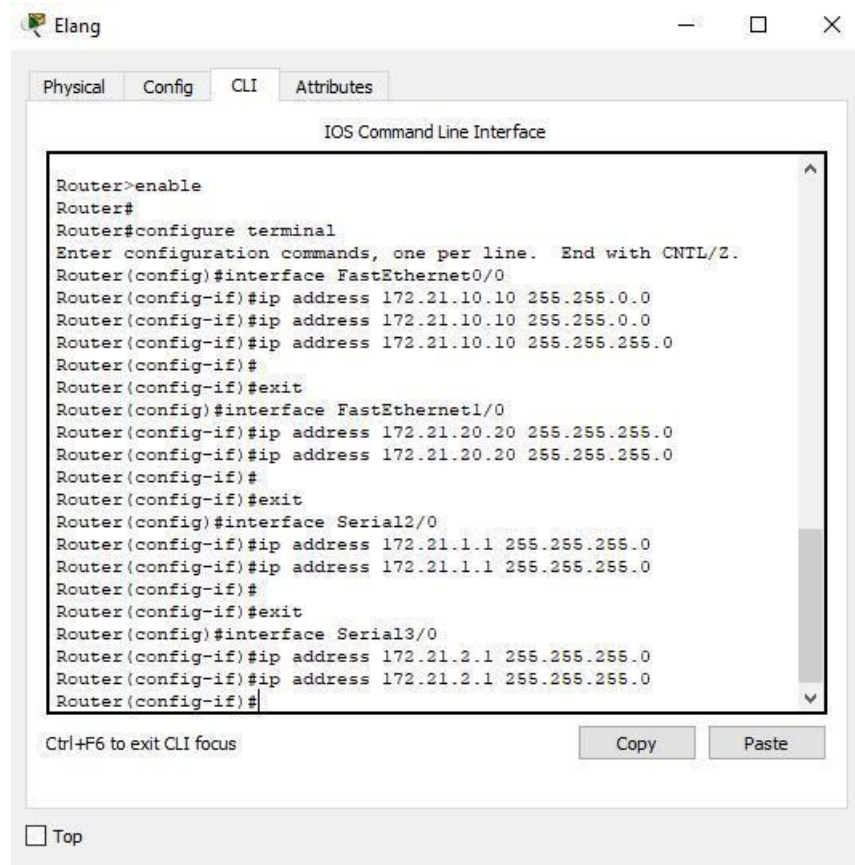 Elang
Physical Config CLI Attributes
IOS Command Line Interface
Router>enable
Router#
Router#configure terminal
Enter configuration commands, one per line.  End with CNTL/Z.
Router(config)#interface FastEthernet0/0
Router(config-if)#ip address 172.21.10.10 255.255.0.0
Router(config-if)#ip address 172.21.10.10 255.255.0.0
Router(config-if)#ip address 172.21.10.10 255.255.255.0
Router(config-if)#
Router(config-if)#exit
Router(config)#interface FastEthernet1/0
Router(config-if)#ip address 172.21.20.20 255.255.255.0
Router(config-if)#ip address 172.21.20.20 255.255.255.0
Router(config-if)#
Router(config-if)#exit
Router(config)#interface Serial2/0
Router(config-if)#ip address 172.21.1.1 255.255.255.0
Router(config-if)#ip address 172.21.1.1 255.255.255.0
Router(config-if)#
Router(config-if)#exit
Router(config)#interface Serial3/0
Router(config-if)#ip address 172.21.2.1 255.255.255.0
Router(config-if)#ip address 172.21.2.1 255.255.255.0
Router(config-if)#
Ctrl+F6 to exit CLI focus Copy Paste
Top